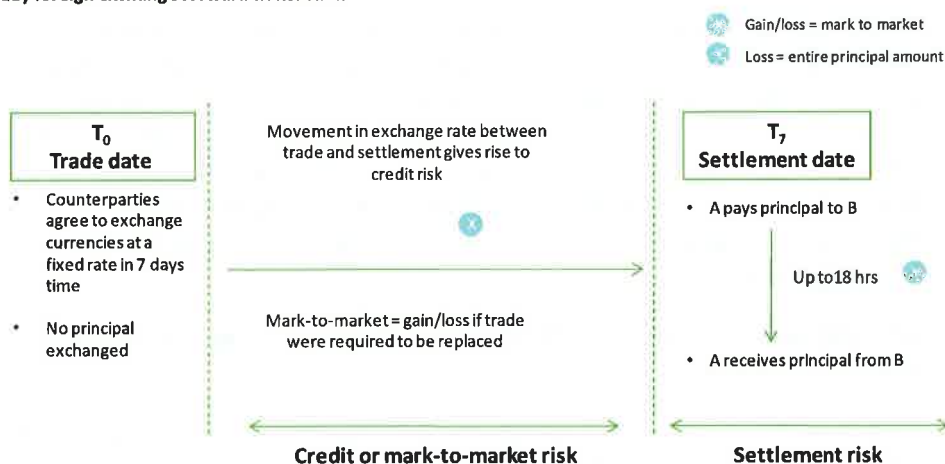 Gain/loss = mark to market
Loss = entire principal amount
T0
Trade date
• Counterparties
agree to exchange
currencies at a
fixed rate in 7 days
time
• No principal
exchanged
Movement in exchange rate between
trade and settlement gives rise to
credit risk
X
Mark-to-market = gain/loss if trade
were required to be replaced
Credit or mark-to-market risk
T7
Settlement date
• A pays principal to B
Up to 18 hrs
• A receives principal from B
Settlement risk